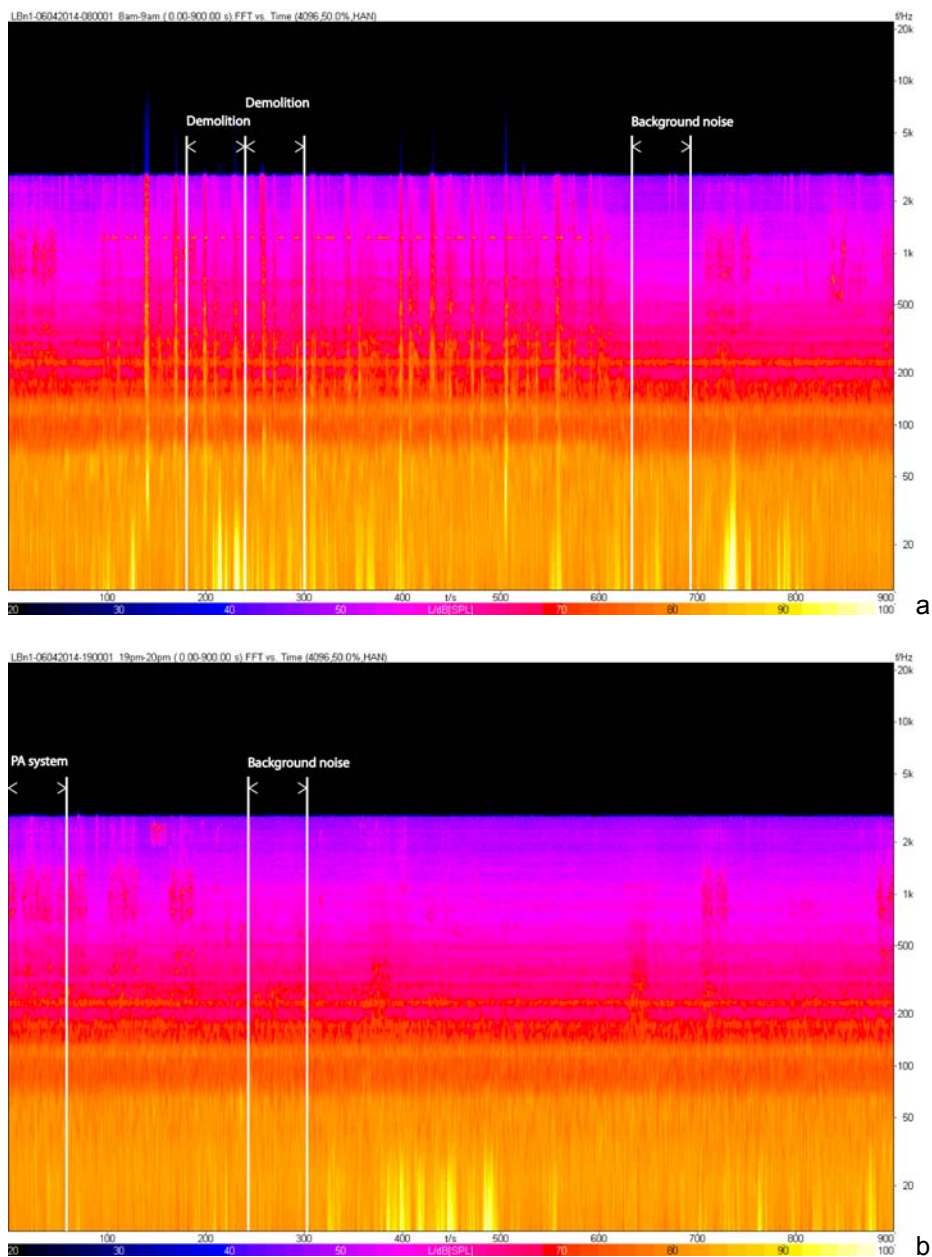 LBn1-06042014-080001 8am-9am ( 0.00-900.00 s) FFT vs. Time (4096,50.0%,HAN) f/Hz
20k
10k
Demolition
Demolition Background noise
5k
2k
1k
500
200
100
50
20
100 200 300 400 t/s 500 600 700 800 900
20 30 40 50 L/dB[SPL] 70 80 90 100
a
LBn1-06042014-190001 19pm-20pm ( 0.00-900.00 s) FFT vs. Time (4096,50.0%,HAN) f/Hz
20k
10k
PA system Background noise
5k
2k
1k
500
200
100
50
20
100 200 300 400 t/s 500 600 700 800 900
20 30 40 50 L/dB[SPL] 70 80 90 100
b